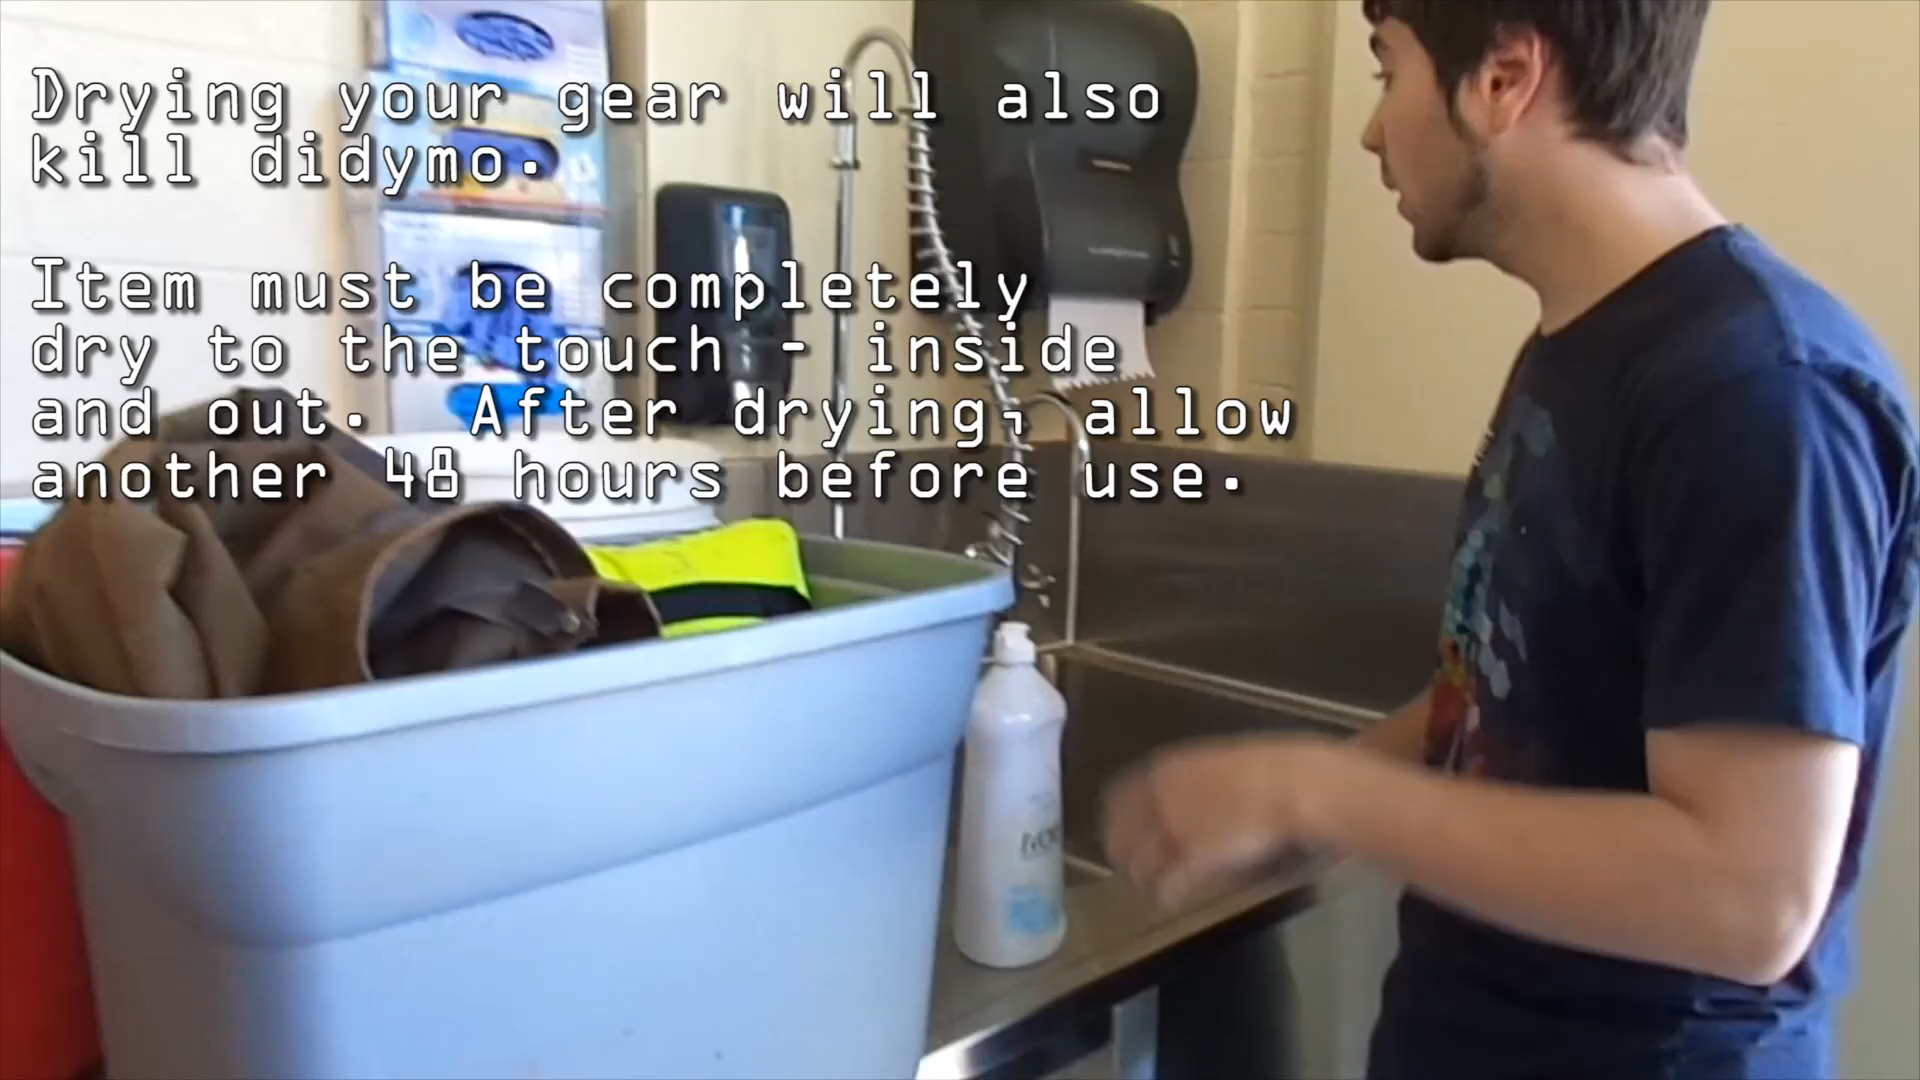 Drying your gear will also
kill didymo.
Item must be completely
dry to the touch - inside
and out. After drying, allow
another 48 hours before use.